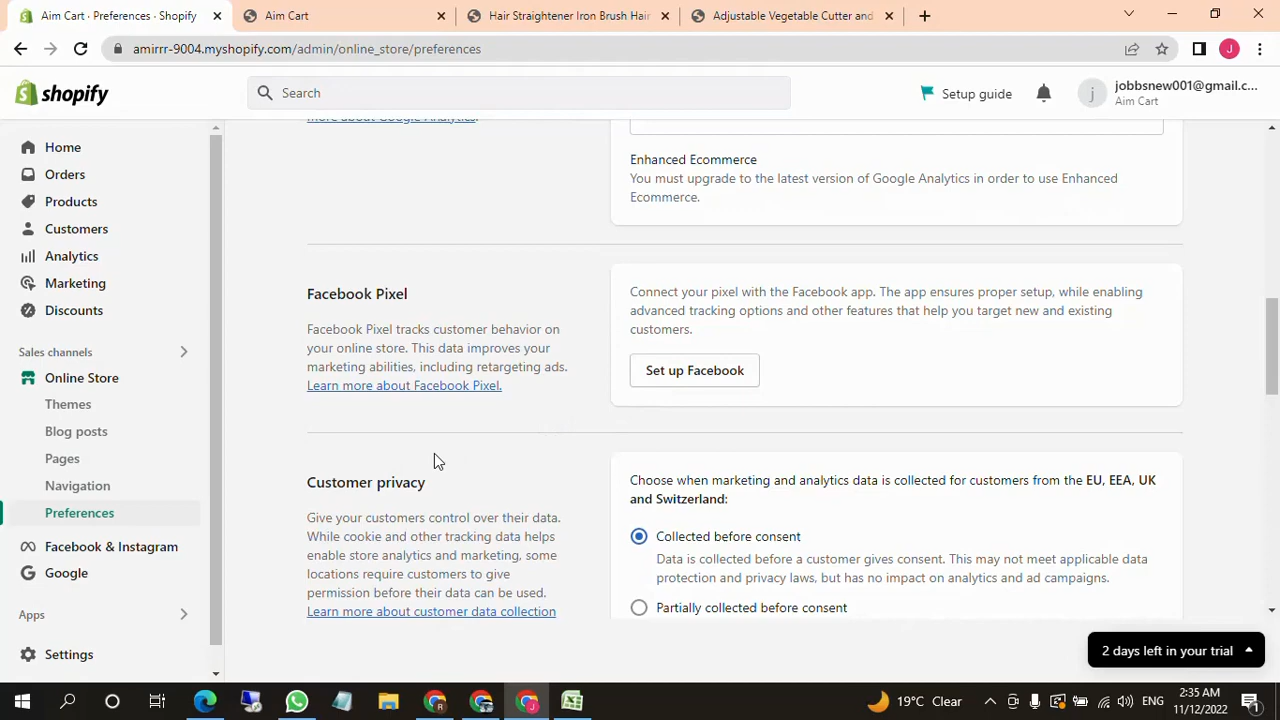 Aim Cart · Preferences · Shopify
Aim Cart
Hair Straightener Iron Brush Hair
Adjustable Vegetable Cutter and
amirrr-9004.myshopify.com/admin/online_store/preferences
J
shopify
Search
Setup guide
j
jobbsnew001@gmail.c...
Aim Cart
Home
Orders
Products
Customers
Analytics
Marketing
Discounts
Sales channels
Online Store
Themes
Blog posts
Pages
Navigation
Preferences
Facebook & Instagram
Google
Apps
Settings
more about Google Analytics.
Enhanced Ecommerce
You must upgrade to the latest version of Google Analytics in order to use Enhanced
Ecommerce.
Facebook Pixel
Facebook Pixel tracks customer behavior on
your online store. This data improves your
marketing abilities, including retargeting ads.
Learn more about Facebook Pixel.
Connect your pixel with the Facebook app. The app ensures proper setup, while enabling
advanced tracking options and other features that help you target new and existing
customers.
Set up Facebook
Customer privacy
Give your customers control over their data.
While cookie and other tracking data helps
enable store analytics and marketing, some
locations require customers to give
permission before their data can be used.
Learn more about customer data collection
Choose when marketing and analytics data is collected for customers from the EU, EEA, UK
and Switzerland:
Collected before consent
Data is collected before a customer gives consent. This may not meet applicable data
protection and privacy laws, but has no impact on analytics and ad campaigns.
Partially collected before consent
2 days left in your trial
19°C Clear
ENG
2:35 AM
11/12/2022